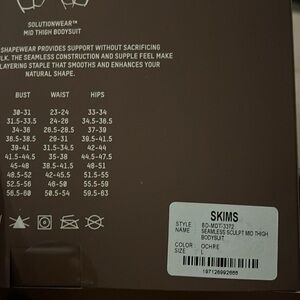 SOLUTIONWEAR™
MID THIGH BODYSUIT
SHAPEWEAR PROVIDES SUPPORT WITHOUT SACRIFICING
LK. THE SEAMLESS CONSTRUCTION AND SUPPLE FEEL MAKE
LAYERING STAPLE THAT SMOOTHS AND ENHANCES YOUR
NATURAL SHAPE.
BUST WAIST HIPS
30-31 23-24 33-34
31.5-33.5 24-26 34.5-36.5
34-36 26.5-28.5 37-39
36.5-38.5 29-31 39.5-41.5
39-41 31.5-34.5 42-44
41.5-44.5 35-38 44.5-47.5
45-48 38.5-41.5 48-51
48.5-52 42-45.5 51.5-55
52.5-56 46-50 55.5-59
56.5-60 50.5-54 59.5-63
SKIMS
STYLE BD-MDT-3372
NAME SEAMLESS SCULPT MID THIGH
BODYSUIT
COLOR OCHRE
SIZE L
197126992666